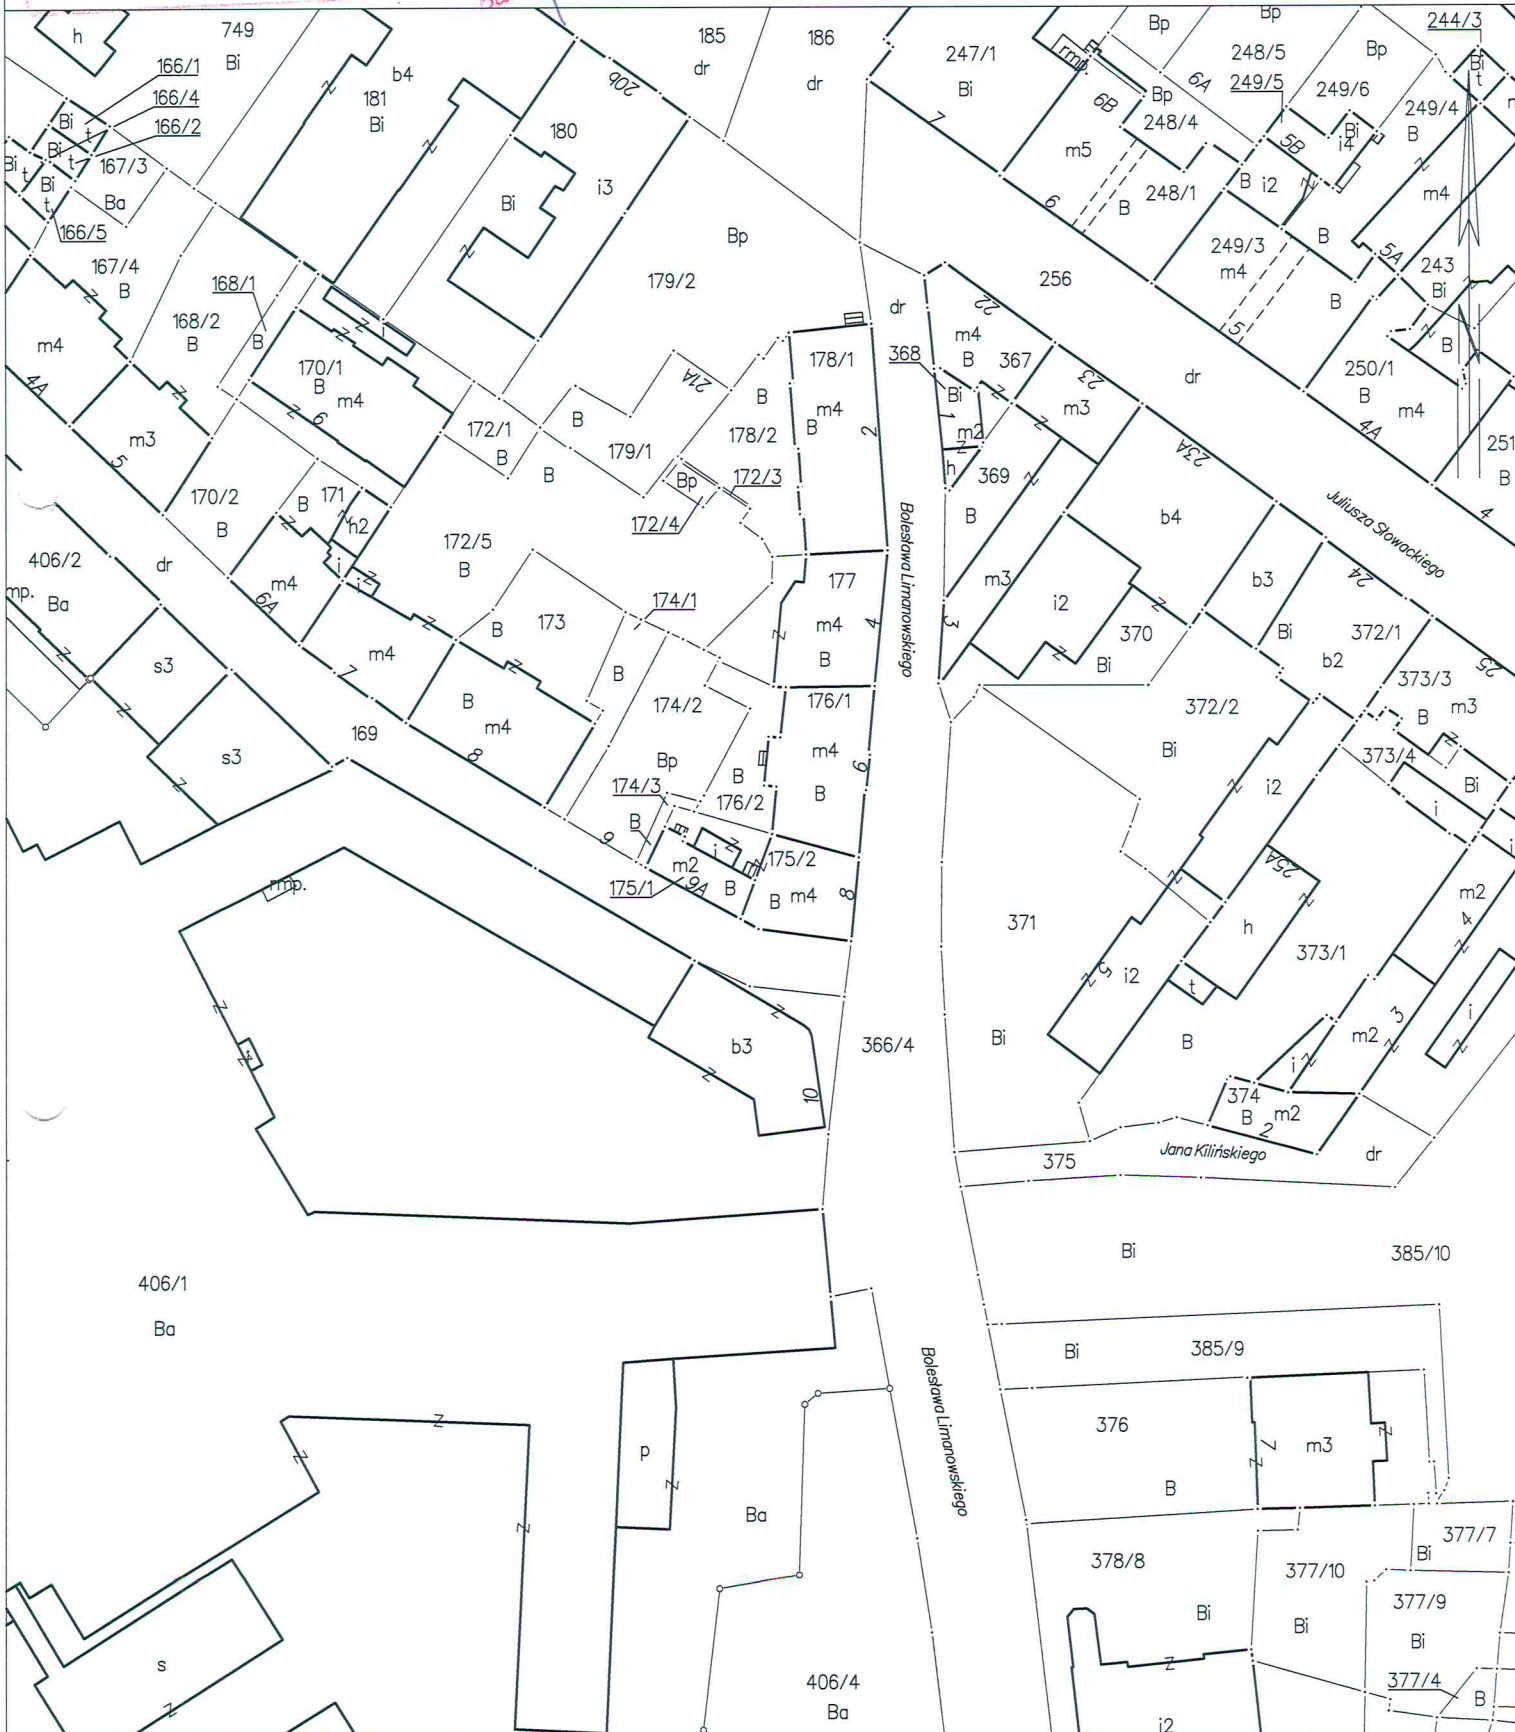 h
749
Bi
166/1
166/4
166/2
Bi
t
Bi
t
Bi
t
Bi
t
167/3
Ba
166/5
167/4
B
168/1
168/2
B
B
b4
181
Bi
z
z
180
i3
Bi
z
20b
185
dr
186
dr
247/1
Bi
7
rmp
Bp
Bp
248/5
Bp
6A
6B
Bp
249/5
249/6
244/3
Bi
t
249/4
B
248/4
5B
Bi
i4
m5
248/1
B
B
i2
m4
6
249/3
m4
B
5A
243
Bi
5
B
B
Bp
179/2
256
dr
dr
22
m4
B
367
368
Bi
1
m2
z
h
23
m3
250/1
B
m4
4A
251
B
4
m4
4A
m3
5
z
z
170/1
B
m4
6
z
z
i
172/1
B
B
21A
179/1
B
178/1
m4
B
2
B
178/2
172/3
Bp
172/4
B
170/2
B
B
171
h2
z
m4
6A
i
i
z
172/5
B
369
B
m3
z
23A
b4
Juliusza Słowackiego
Bolesława Limanowskiego
406/2
Ba
mp.
dr
s3
z
z
s3
z
169
m4
7
z
B
173
z
B
m4
8
174/1
B
174/2
Bp
174/3
B
177
m4
B
4
z
176/1
m4
B
6
B
176/2
3
i2
z
z
370
Bi
b3
Bi
24
372/1
b2
372/2
Bi
25
373/3
B
m3
z
373/4
Bi
i
i
i2
z
9
m2
9A
B
i
z
z
175/1
175/2
B
m4
8
25A
h
z
z
m2
4
z
rmp.
z
z
371
373/1
5
i2
z
t
b3
z
z
10
366/4
Bi
B
m2
3
z
i
z
i
z
374
B
m2
2
Jana Kilińskiego
375
dr
406/1
Ba
Bi
385/10
Bi
385/9
Bolesława Limanowskiego
376
7
z
m3
z
B
z
z
z
p
z
Ba
378/8
Bi
377/10
Bi
377/7
Bi
377/9
Bi
377/4
B
s
z
406/4
Ba
z
i2